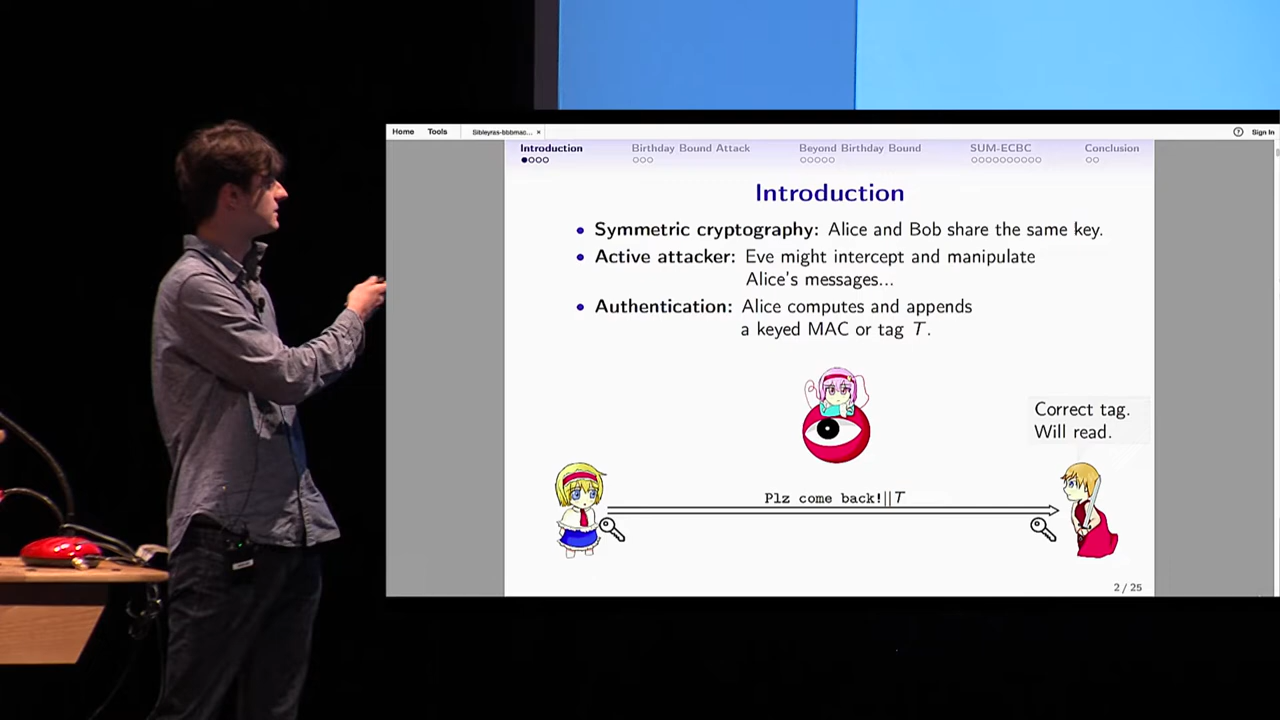 Home Tools Sibleyras-bbbmac... × Sign In
Introduction Birthday Bound Attack Beyond Birthday Bound SUM-ECBC Conclusion
Introduction
• Symmetric cryptography: Alice and Bob share the same key.
• Active attacker: Eve might intercept and manipulate
Alice's messages...
• Authentication: Alice computes and appends
a keyed MAC or tag T.
Correct tag.
Will read.
Plz come back!||T
2 / 25